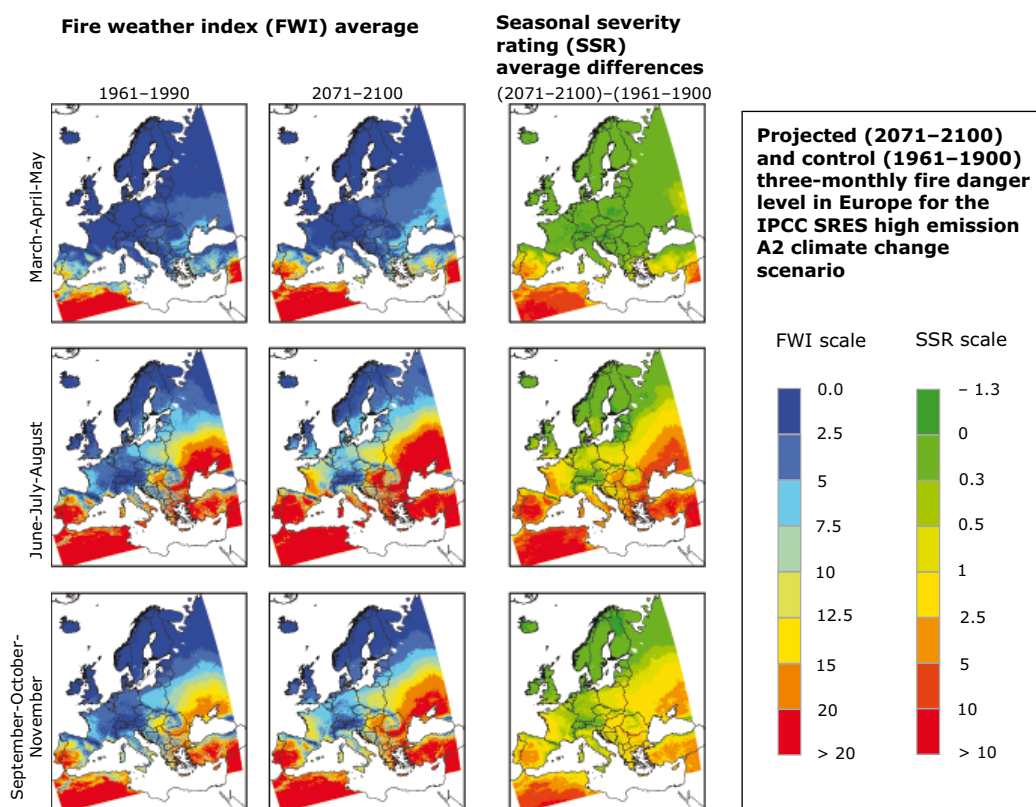 Fire weather index (FWI) average
Seasonal severity
rating (SSR)
average differences
1961–1990
2071–2100
(2071–2100)–(1961–1900
March-April-May
June-July-August
September-October-
November
Projected (2071–2100)
and control (1961–1900)
three-monthly fire danger
level in Europe for the
IPCC SRES high emission
A2 climate change
scenario
FWI scale
0.0
2.5
5
7.5
10
12.5
15
20
> 20
SSR scale
– 1.3
0
0.3
0.5
1
2.5
5
10
> 10